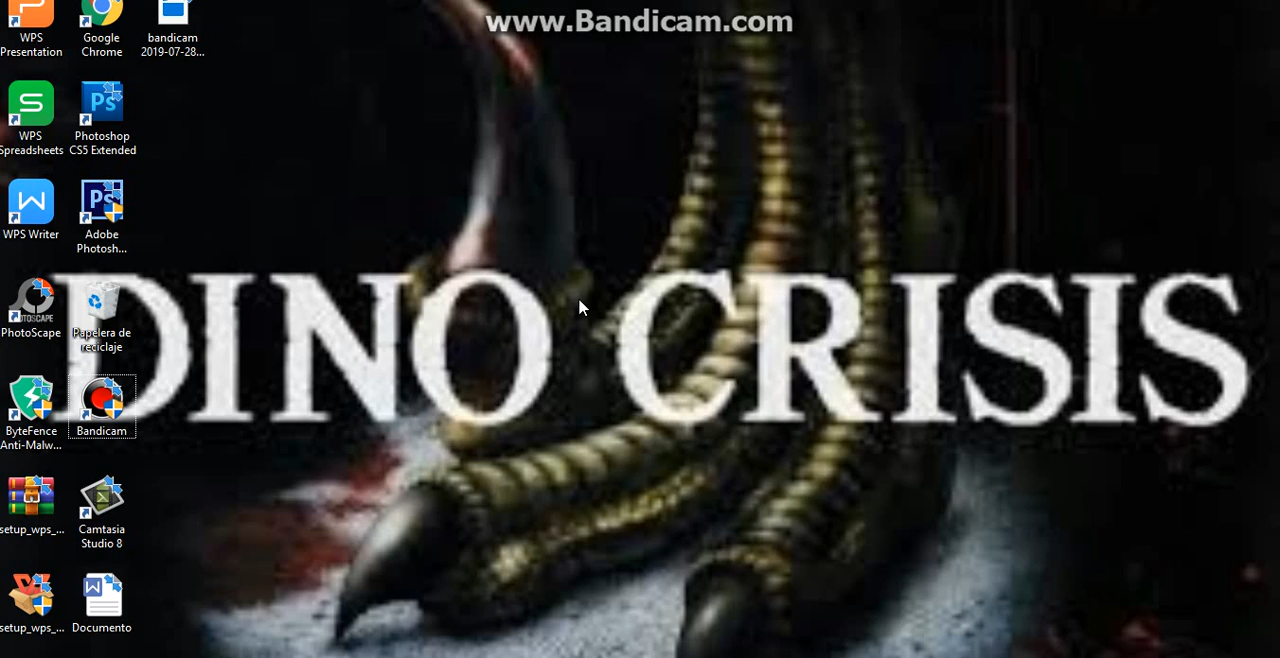 www.Bandicam.com
WPS
Presentation
Google
Chrome
bandicam
2019-07-28...
WPS
Spreadsheets
Photoshop
CS5 Extended
WPS Writer
Adobe
Photosh...
PhotoScape
Papelera de
reciclaje
DINO CRISIS
ByteFence
Anti-Malw...
Bandicam
setup_wps_...
Camtasia
Studio 8
setup_wps_...
Documento